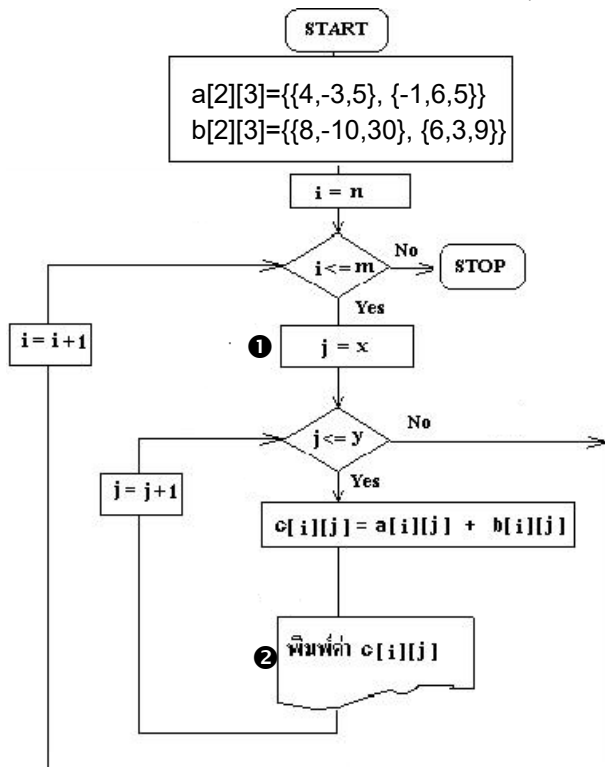 START
a[2][3]={{4,-3,5}, {-1,6,5}}
b[2][3]={{8,-10,30}, {6,3,9}}
i = n
i<=m
No
STOP
Yes
i = i+1
❶
j = x
j<= y
No
Yes
j = j+1
c[i][j] = a[i][j] + b[i][j]
❷
พิมพ์ค่า c[i][j]